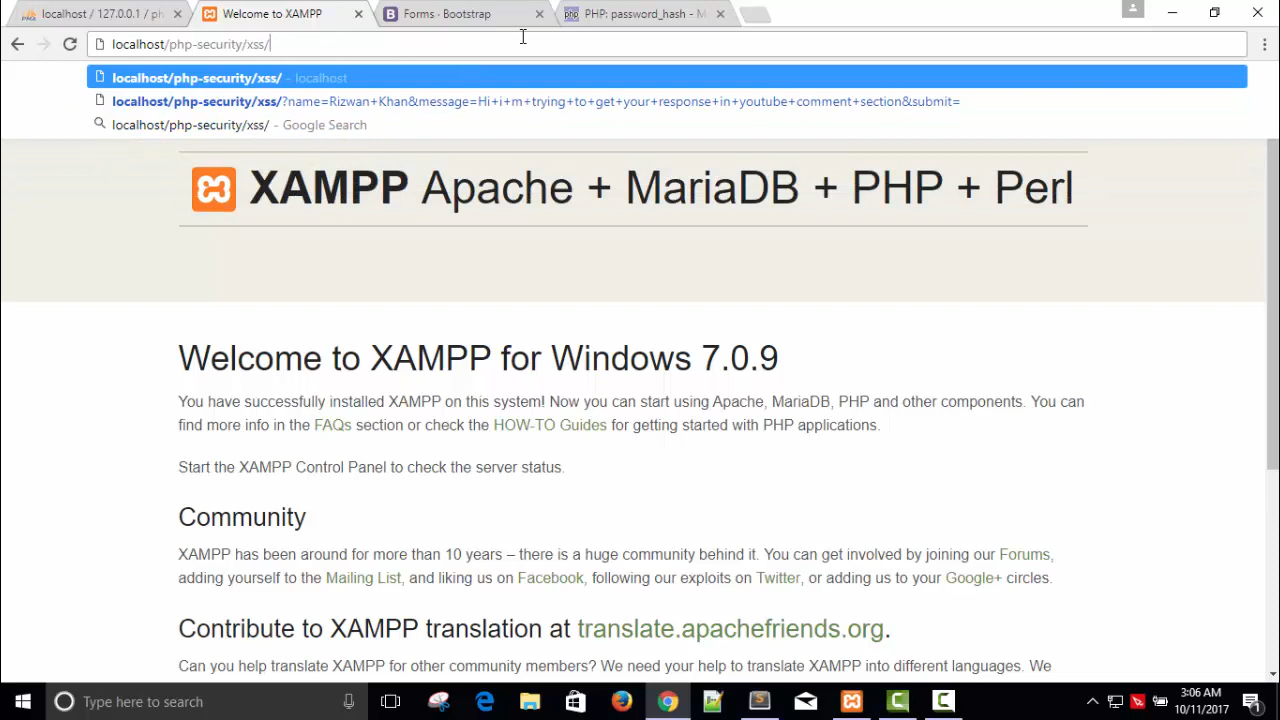 localhost / 127.0.0.1 / ph
Welcome to XAMPP
Forms · Bootstrap
PHP: password_hash - M
localhost/php-security/xss/
localhost/php-security/xss/ - localhost
localhost/php-security/xss/?name=Rizwan+Khan&message=Hi+i+m+trying+to+get+your+response+in+youtube+comment+section&submit=
localhost/php-security/xss/ - Google Search
XAMPP Apache + MariaDB + PHP + Perl
Welcome to XAMPP for Windows 7.0.9
You have successfully installed XAMPP on this system! Now you can start using Apache, MariaDB, PHP and other components. You can
find more info in the FAQs section or check the HOW-TO Guides for getting started with PHP applications.
Start the XAMPP Control Panel to check the server status.
Community
XAMPP has been around for more than 10 years – there is a huge community behind it. You can get involved by joining our Forums,
adding yourself to the Mailing List, and liking us on Facebook, following our exploits on Twitter, or adding us to your Google+ circles.
Contribute to XAMPP translation at translate.apachefriends.org.
Can you help translate XAMPP for other community members? We need your help to translate XAMPP into different languages. We
Type here to search
3:06 AM
10/11/2017
1